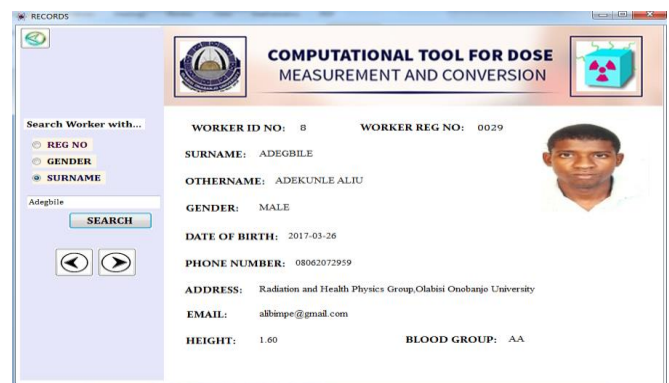 RECORDS
COMPUTATIONAL TOOL FOR DOSE
MEASUREMENT AND CONVERSION
Search Worker with...
REG NO
GENDER
SURNAME
Adegbile
SEARCH
WORKER ID NO: 8 WORKER REG NO: 0029
SURNAME: ADEGBILE
OTHERNAME: ADEKUNLE ALIU
GENDER: MALE
DATE OF BIRTH: 2017-03-26
PHONE NUMBER: 08062072959
ADDRESS: Radiation and Health Physics Group,Olabisi Onobanjo University
EMAIL: alibimpe@gmail.com
HEIGHT: 1.60 BLOOD GROUP: AA